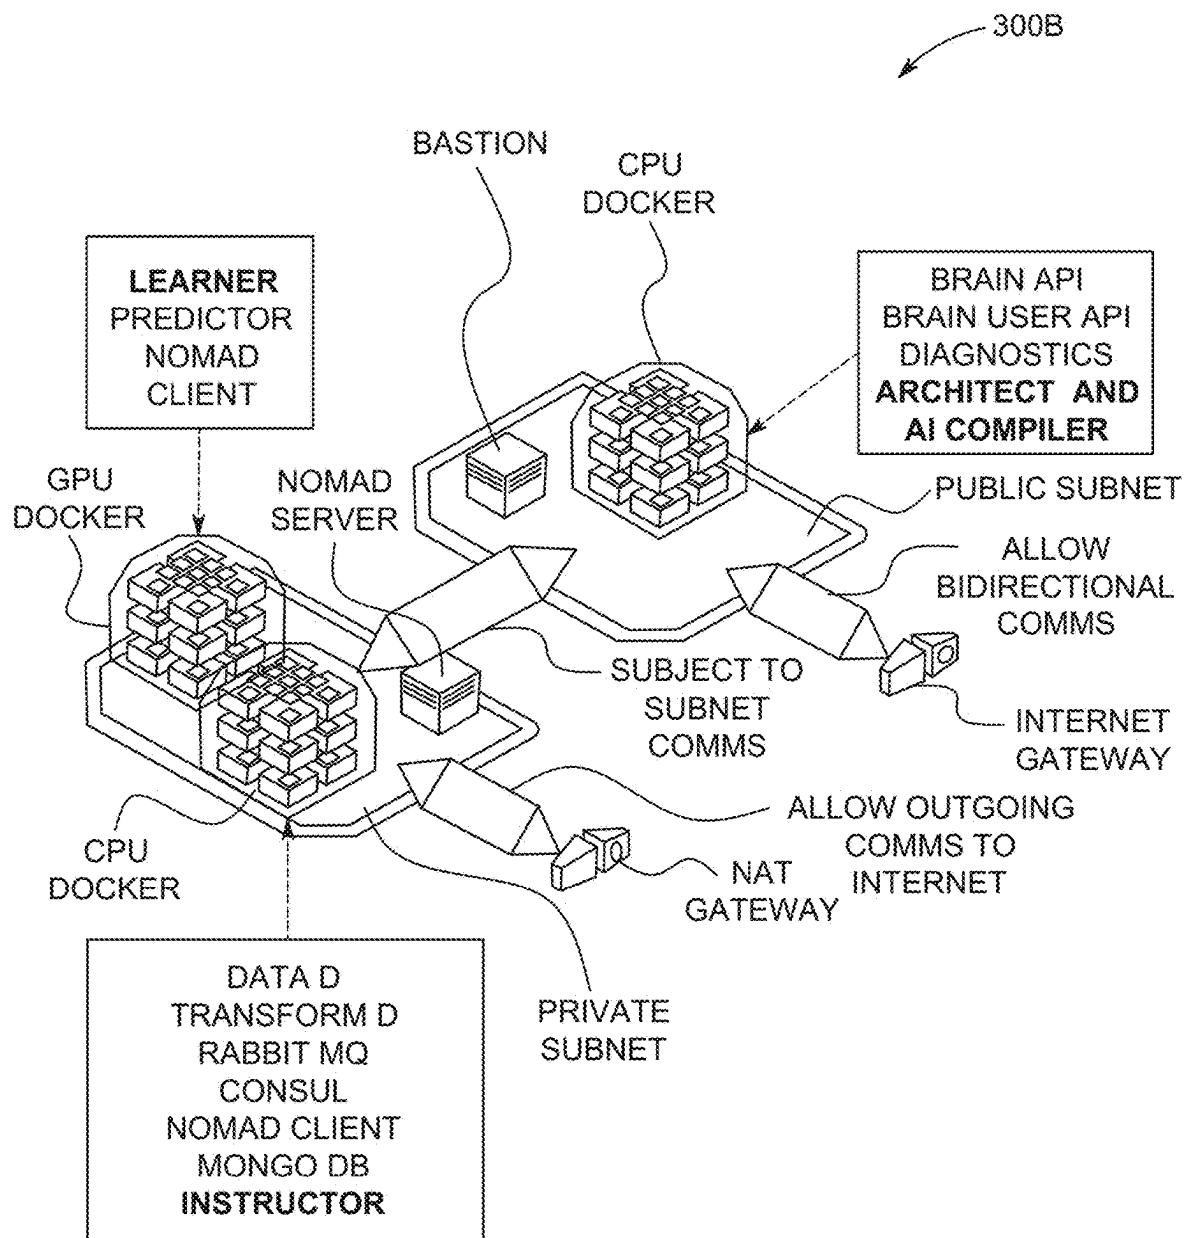 300B
BASTION
CPU
DOCKER
LEARNER
PREDICTOR
NOMAD
CLIENT
BRAIN API
BRAIN USER API
DIAGNOSTICS
ARCHITECT AND
AI COMPILER
GPU
DOCKER
NOMAD
SERVER
PUBLIC SUBNET
ALLOW
BIDIRECTIONAL
COMMS
SUBJECT TO
SUBNET
COMMS
INTERNET
GATEWAY
CPU
DOCKER
ALLOW OUTGOING
COMMS TO
INTERNET
NAT
GATEWAY
PRIVATE
SUBNET
DATA D
TRANSFORM D
RABBIT MQ
CONSUL
NOMAD CLIENT
MONGO DB
INSTRUCTOR